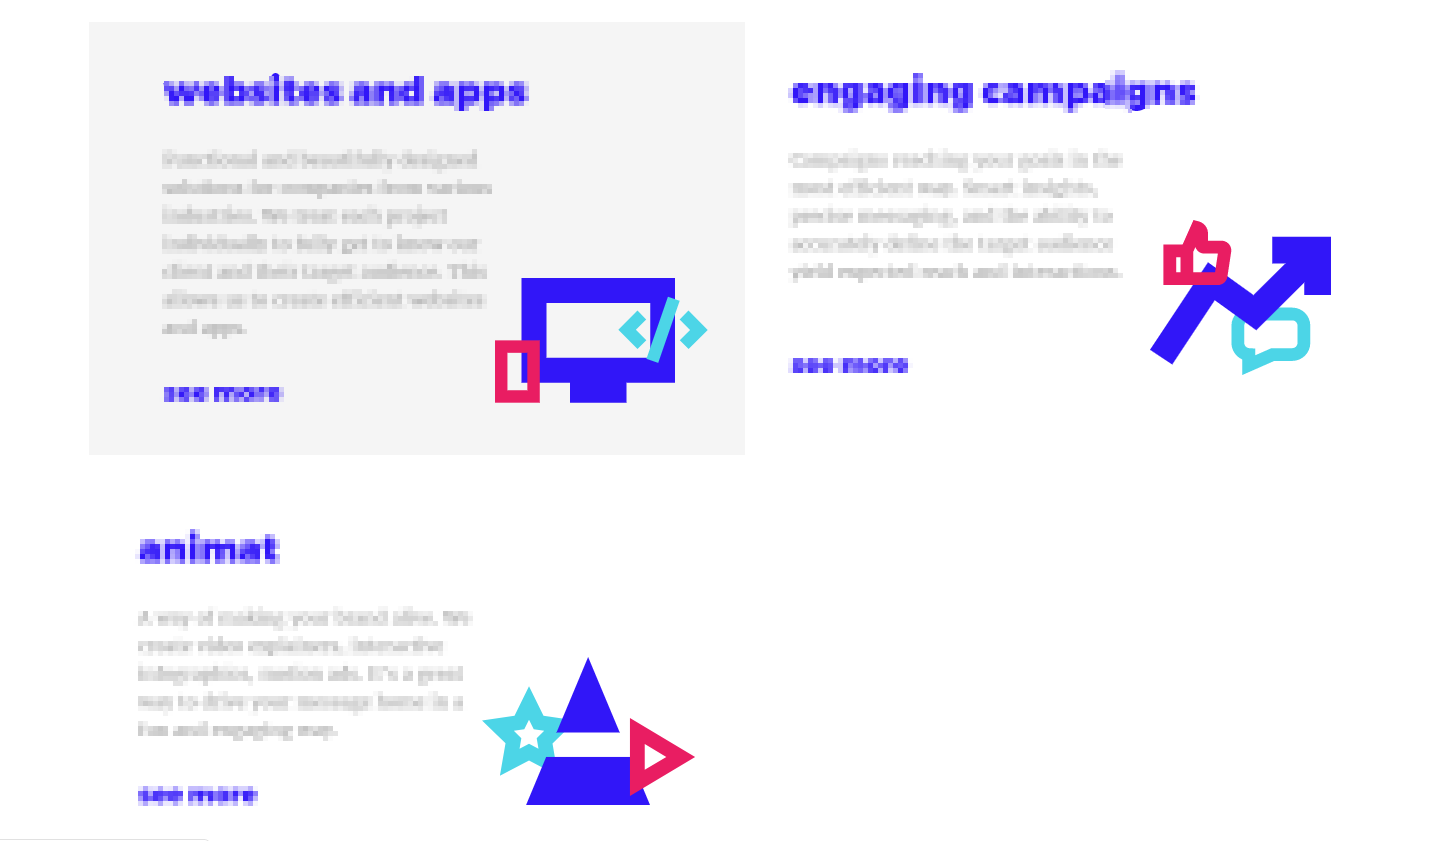 websites and apps
Functional and beautifully designed
solutions for companies from various
industries. We treat each project
individually to fully get to know our
client and their target audience. This
allows us to create efficient websites
and apps.
see more
engaging campaigns
Campaigns reaching your goals in the
most efficient way. Smart insights,
precise messaging, and the ability to
accurately define the target audience
yield expected reach and interactions.
see more
animat
A way of making your brand alive. We
create video explainers, interactive
infographics, motion ads. It's a great
way to drive your message home in a
fun and engaging way.
see more